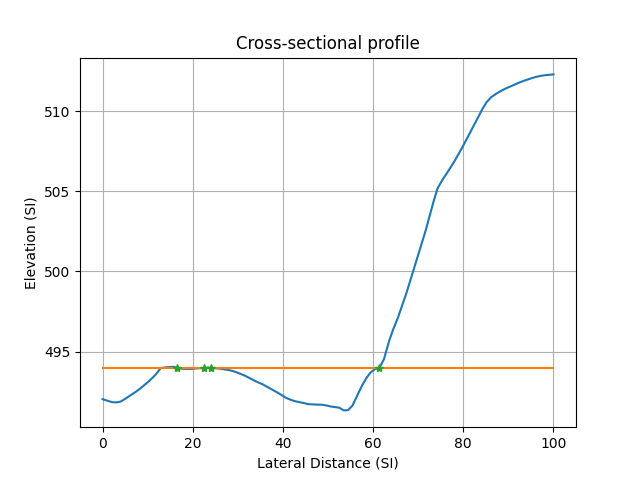 Cross-sectional profile
510
505
500
495
0 20 40 60 80 100
Elevation (SI)
Lateral Distance (SI)